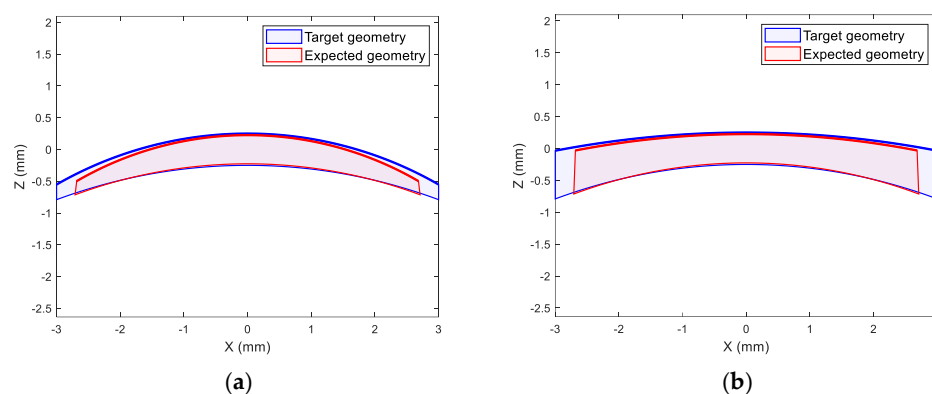 2
1.5
1
0.5
0
-0.5
-1
-1.5
-2
-2.5
Z (mm)
Target geometry
Expected geometry
-3 -2 -1 0 1 2 3
X (mm)
(a)
2
1.5
1
0.5
0
-0.5
-1
-1.5
-2
-2.5
Z (mm)
Target geometry
Expected geometry
-3 -2 -1 0 1 2
X (mm)
(b)